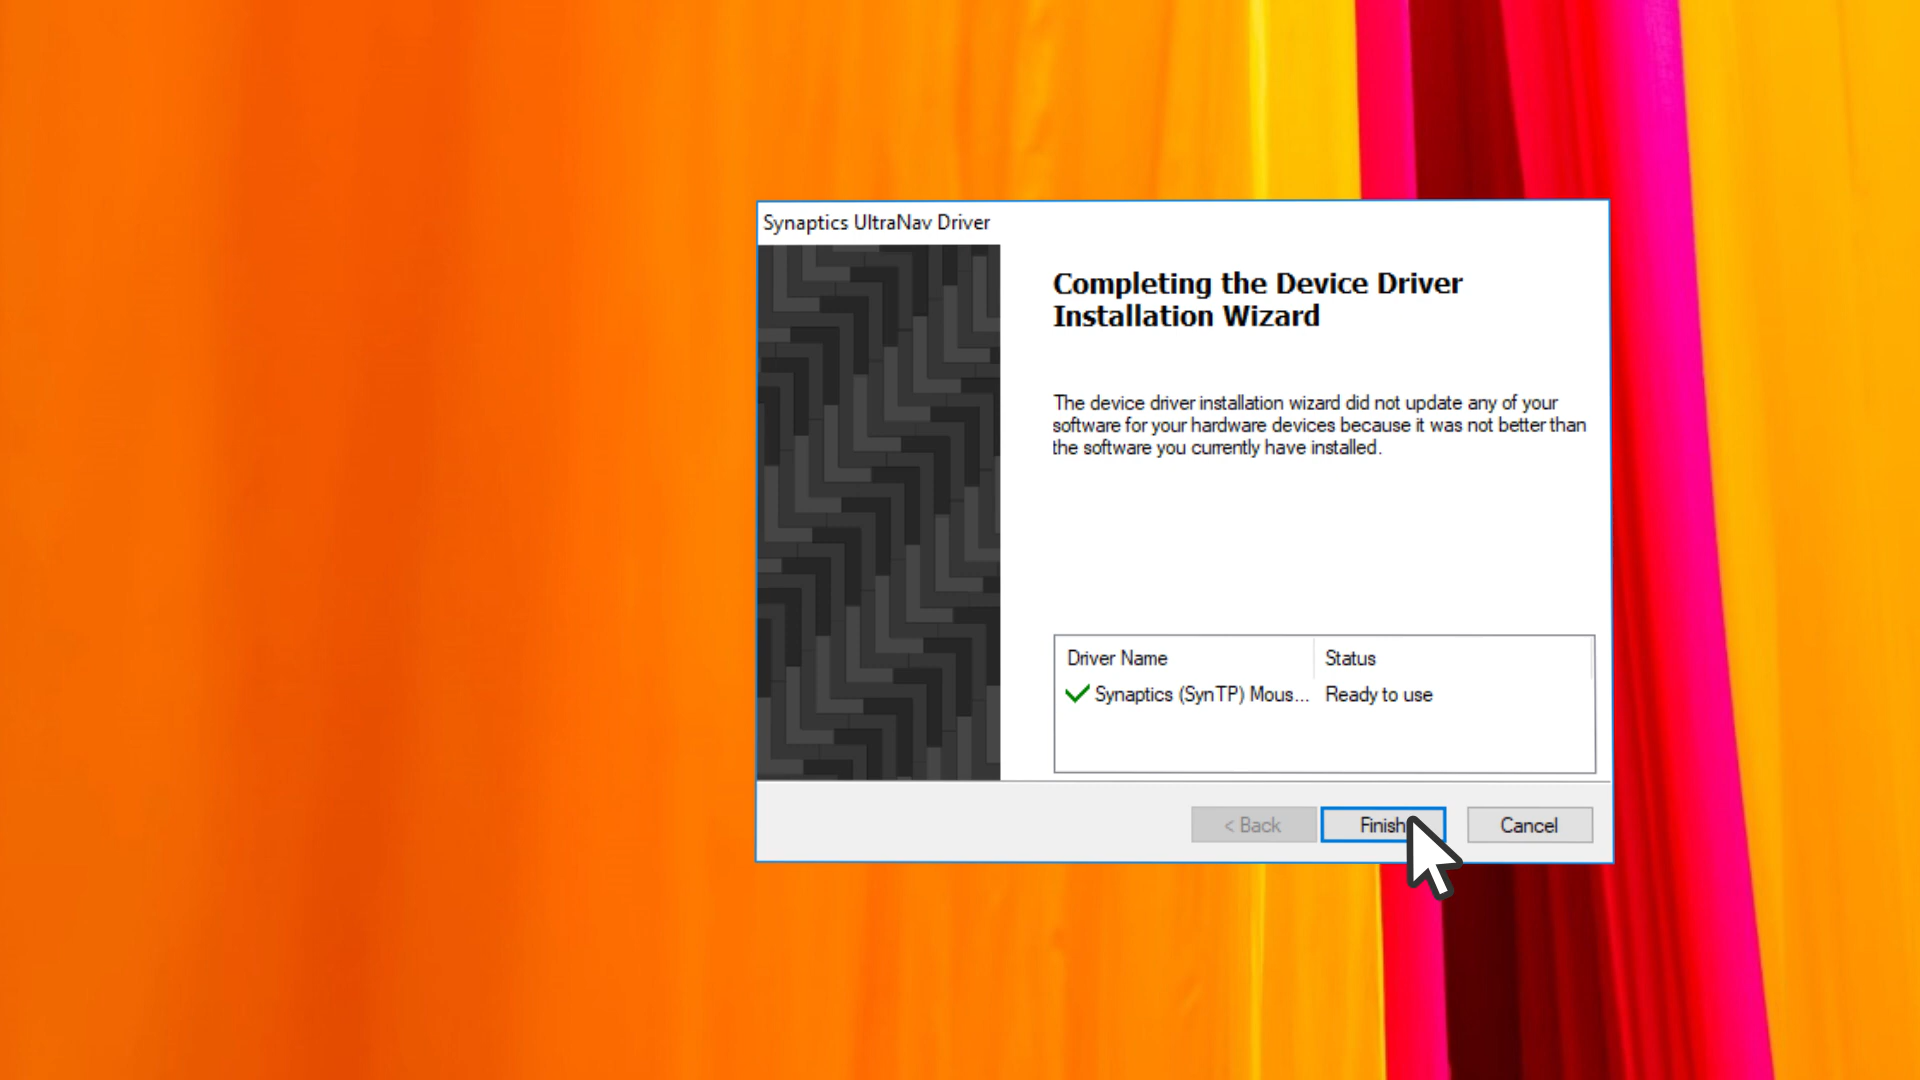 Synaptics UltraNav Driver
Completing the Device Driver
Installation Wizard
The device driver installation wizard did not update any of your
software for your hardware devices because it was not better than
the software you currently have installed.
Driver Name Status
Synaptics (SynTP) Mous... Ready to use
< Back Finish Cancel